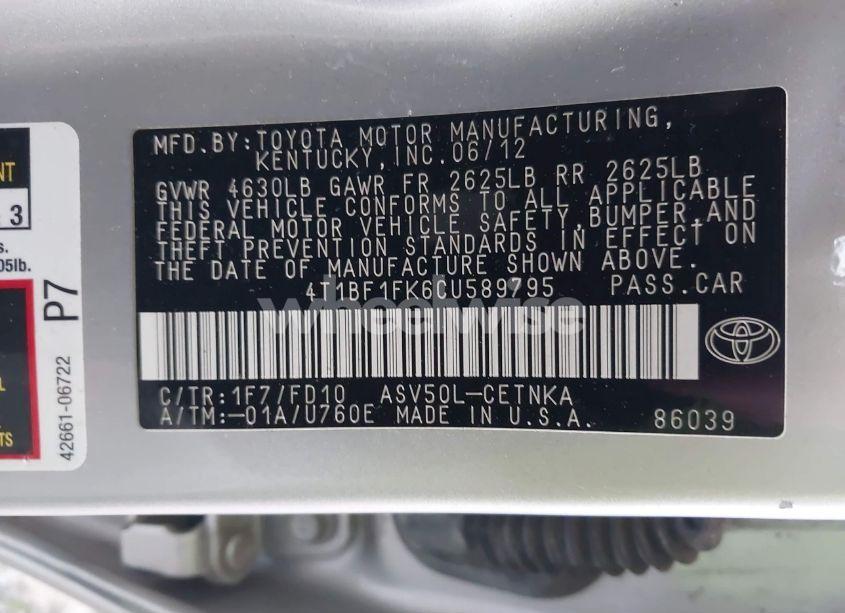 MFD.BY: TOYOTA MOTOR MANUFACTURING,
KENTUCKY, INC. 06/12
GVWR 4630LB GAWR FR 2625LB RR 2625LB
THIS VEHICLE CONFORMS TO ALL APPLICABLE
FEDERAL MOTOR VEHICLE SAFETY, BUMPER, AND
THEFT PREVENTION STANDARDS IN EFFECT ON
THE DATE OF MANUFACTURE SHOWN ABOVE.
4T1BF1FK6CU589795 PASS.CAR
wheelwise
C/TR:1F7/FD10 ASV50L-CETNKA
A/TM:-01A/U760E MADE IN U.S.A. 86039
3
05lb.
P7
42661-06722